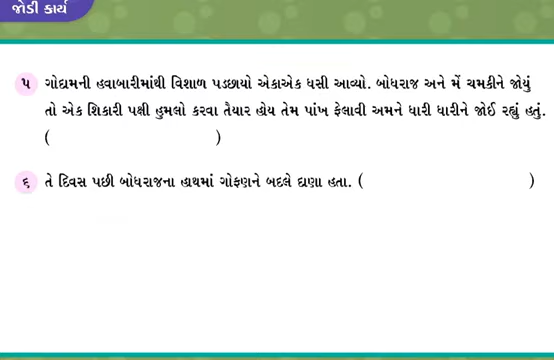 જોડી કાર્ય
૫ ગોદામની હવાબારીમાંથી વિશાળ પડછાયો એકાએક ધસી આવ્યો. બોધરાજ અને મેં ચમકીને જોયું
તો એક શિકારી પક્ષી હુમલો કરવા તૈયાર હોય તેમ પાંખ ફેલાવી અમને ધારી ધારીને જોઈ રહ્યું હતું.
( )
૬ તે દિવસ પછી બોધરાજના હાથમાં ગોફણને બદલે દાણા હતા. ( )